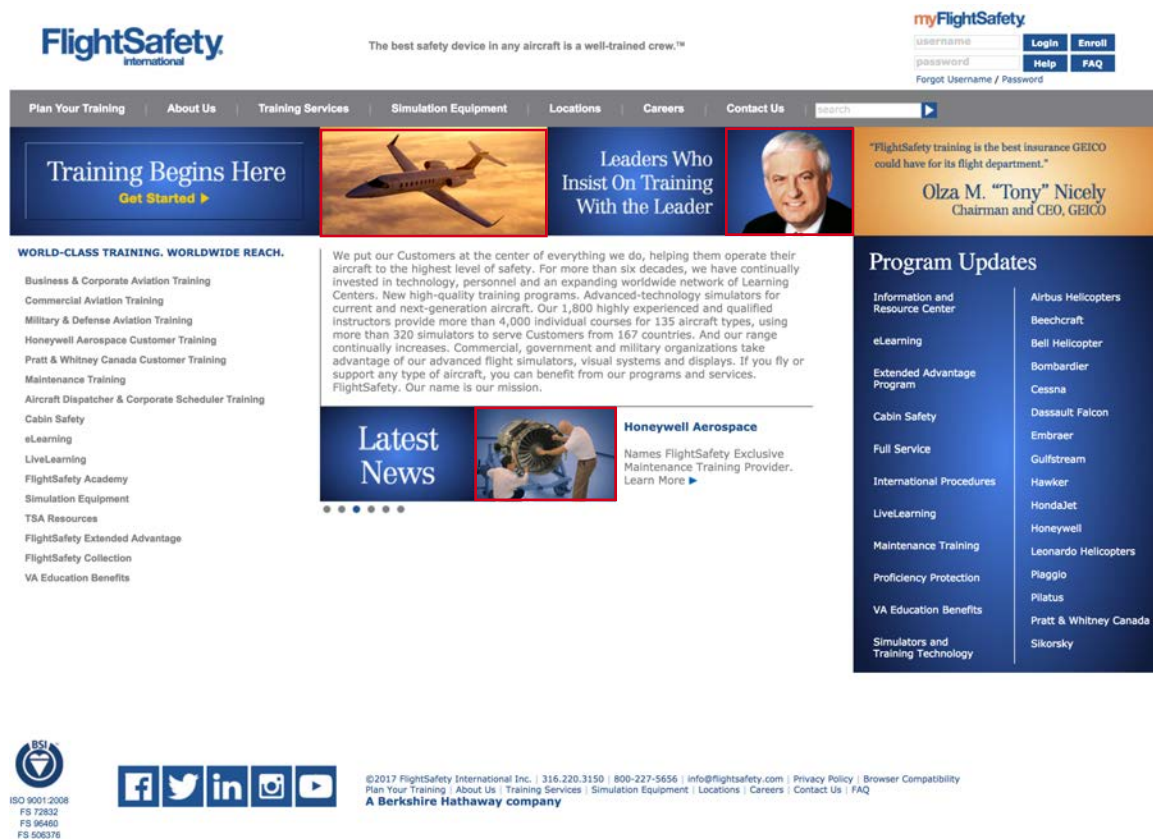 FlightSafety
international
The best safety device in any aircraft is a well-trained crew.™
myFlightSafety
username
Login
Enroll
password
Help
FAQ
Forgot Username / Password
Plan Your Training
About Us
Training Services
Simulation Equipment
Locations
Careers
Contact Us
search
Training Begins Here
Get Started
Leaders Who
Insist On Training
With the Leader
"FlightSafety training is the best insurance GEICO
could have for its flight department."
Olza M. "Tony" Nicely
Chairman and CEO, GEICO
WORLD-CLASS TRAINING. WORLDWIDE REACH.
Business & Corporate Aviation Training
Commercial Aviation Training
Military & Defense Aviation Training
Honeywell Aerospace Customer Training
Pratt & Whitney Canada Customer Training
Maintenance Training
Aircraft Dispatcher & Corporate Scheduler Training
Cabin Safety
eLearning
LiveLearning
FlightSafety Academy
Simulation Equipment
TSA Resources
FlightSafety Extended Advantage
FlightSafety Collection
VA Education Benefits
We put our Customers at the center of everything we do, helping them operate their
aircraft to the highest level of safety. For more than six decades, we have continually
invested in technology, personnel and an expanding worldwide network of Learning
Centers. New high-quality training programs. Advanced-technology simulators for
current and next-generation aircraft. Our 1,800 highly experienced and qualified
instructors provide more than 4,000 individual courses for 135 aircraft types, using
more than 320 simulators to serve Customers from 167 countries. And our range
continually increases. Commercial, government and military organizations take
advantage of our advanced flight simulators, visual systems and displays. If you fly or
support any type of aircraft, you can benefit from our programs and services.
FlightSafety. Our name is our mission.
Latest
News
Honeywell Aerospace
Names FlightSafety Exclusive
Maintenance Training Provider.
Learn More
Program Updates
Information and
Resource Center
eLearning
Extended Advantage
Program
Cabin Safety
Full Service
International Procedures
LiveLearning
Maintenance Training
Proficiency Protection
VA Education Benefits
Simulators and
Training Technology
Airbus Helicopters
Beechcraft
Bell Helicopter
Bombardier
Cessna
Dassault Falcon
Embraer
Gulfstream
Hawker
HondaJet
Honeywell
Leonardo Helicopters
Piaggio
Pilatus
Pratt & Whitney Canada
Sikorsky
BSI
ISO 9001:2008
FS 72832
FS 96460
FS 506376
©2017 FlightSafety International Inc. | 316.220.3150 | 800-227-5656 | info@flightsafety.com | Privacy Policy | Browser Compatibility
Plan Your Training | About Us | Training Services | Simulation Equipment | Locations | Careers | Contact Us | FAQ
A Berkshire Hathaway company